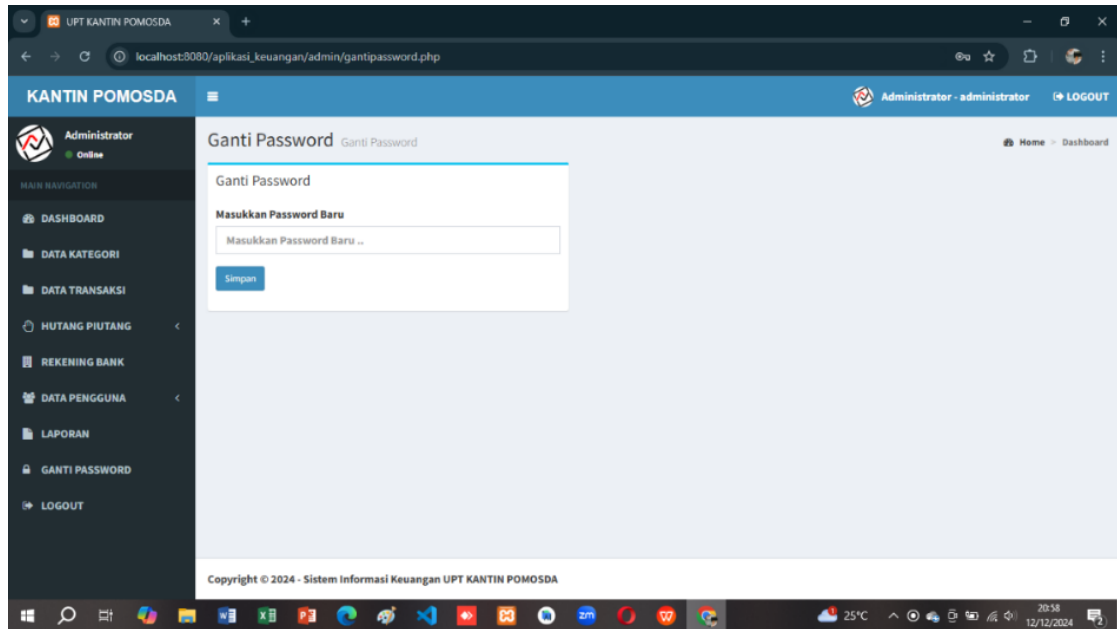 UPT KANTIN POMOSDA
localhost:8080/aplikasi_keuangan/admin/gantipassword.php
KANTIN POMOSDA
Administrator - administrator
LOGOUT
Administrator
Online
Ganti Password Ganti Password
Home > Dashboard
MAIN NAVIGATION
DASHBOARD
DATA KATEGORI
DATA TRANSAKSI
HUTANG PIUTANG
REKENING BANK
DATA PENGGUNA
LAPORAN
GANTI PASSWORD
LOGOUT
Ganti Password
Masukkan Password Baru
Masukkan Password Baru ..
Simpan
Copyright © 2024 - Sistem Informasi Keuangan UPT KANTIN POMOSDA
zm
25°C
20:58
12/12/2024